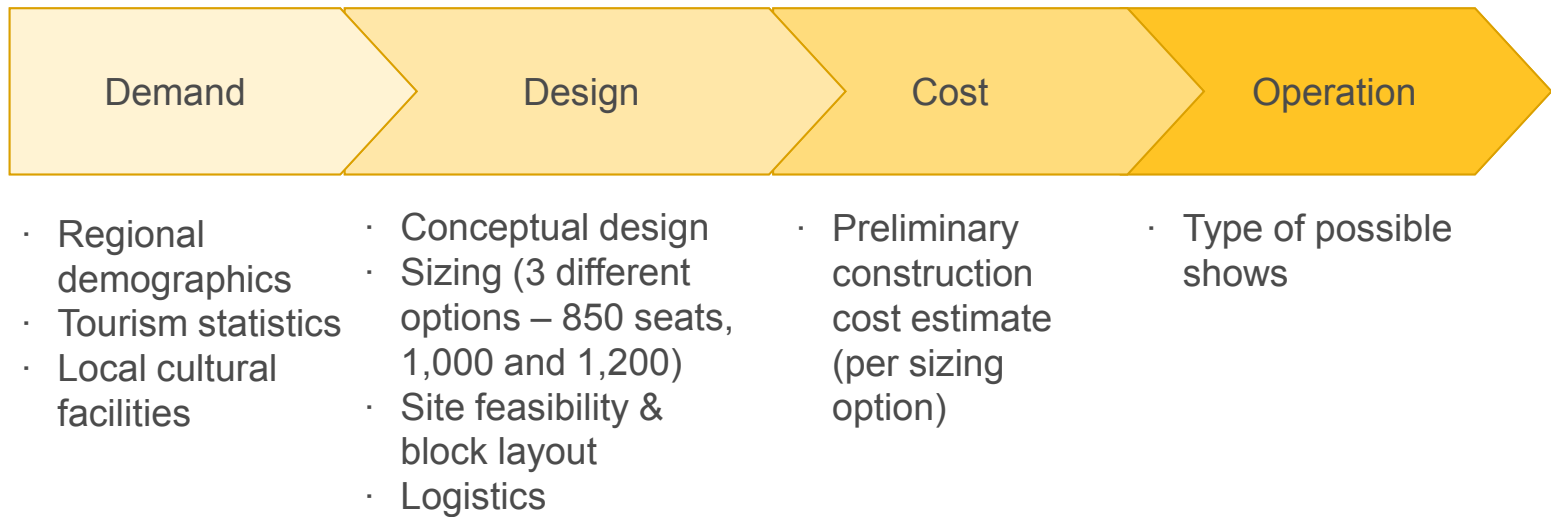 Demand
Design
Cost
Operation
· Regional
demographics
· Tourism statistics
· Local cultural
facilities
· Conceptual design
· Sizing (3 different
options – 850 seats,
1,000 and 1,200)
· Site feasibility &
block layout
· Logistics
· Preliminary
construction
cost estimate
(per sizing
option)
· Type of possible
shows